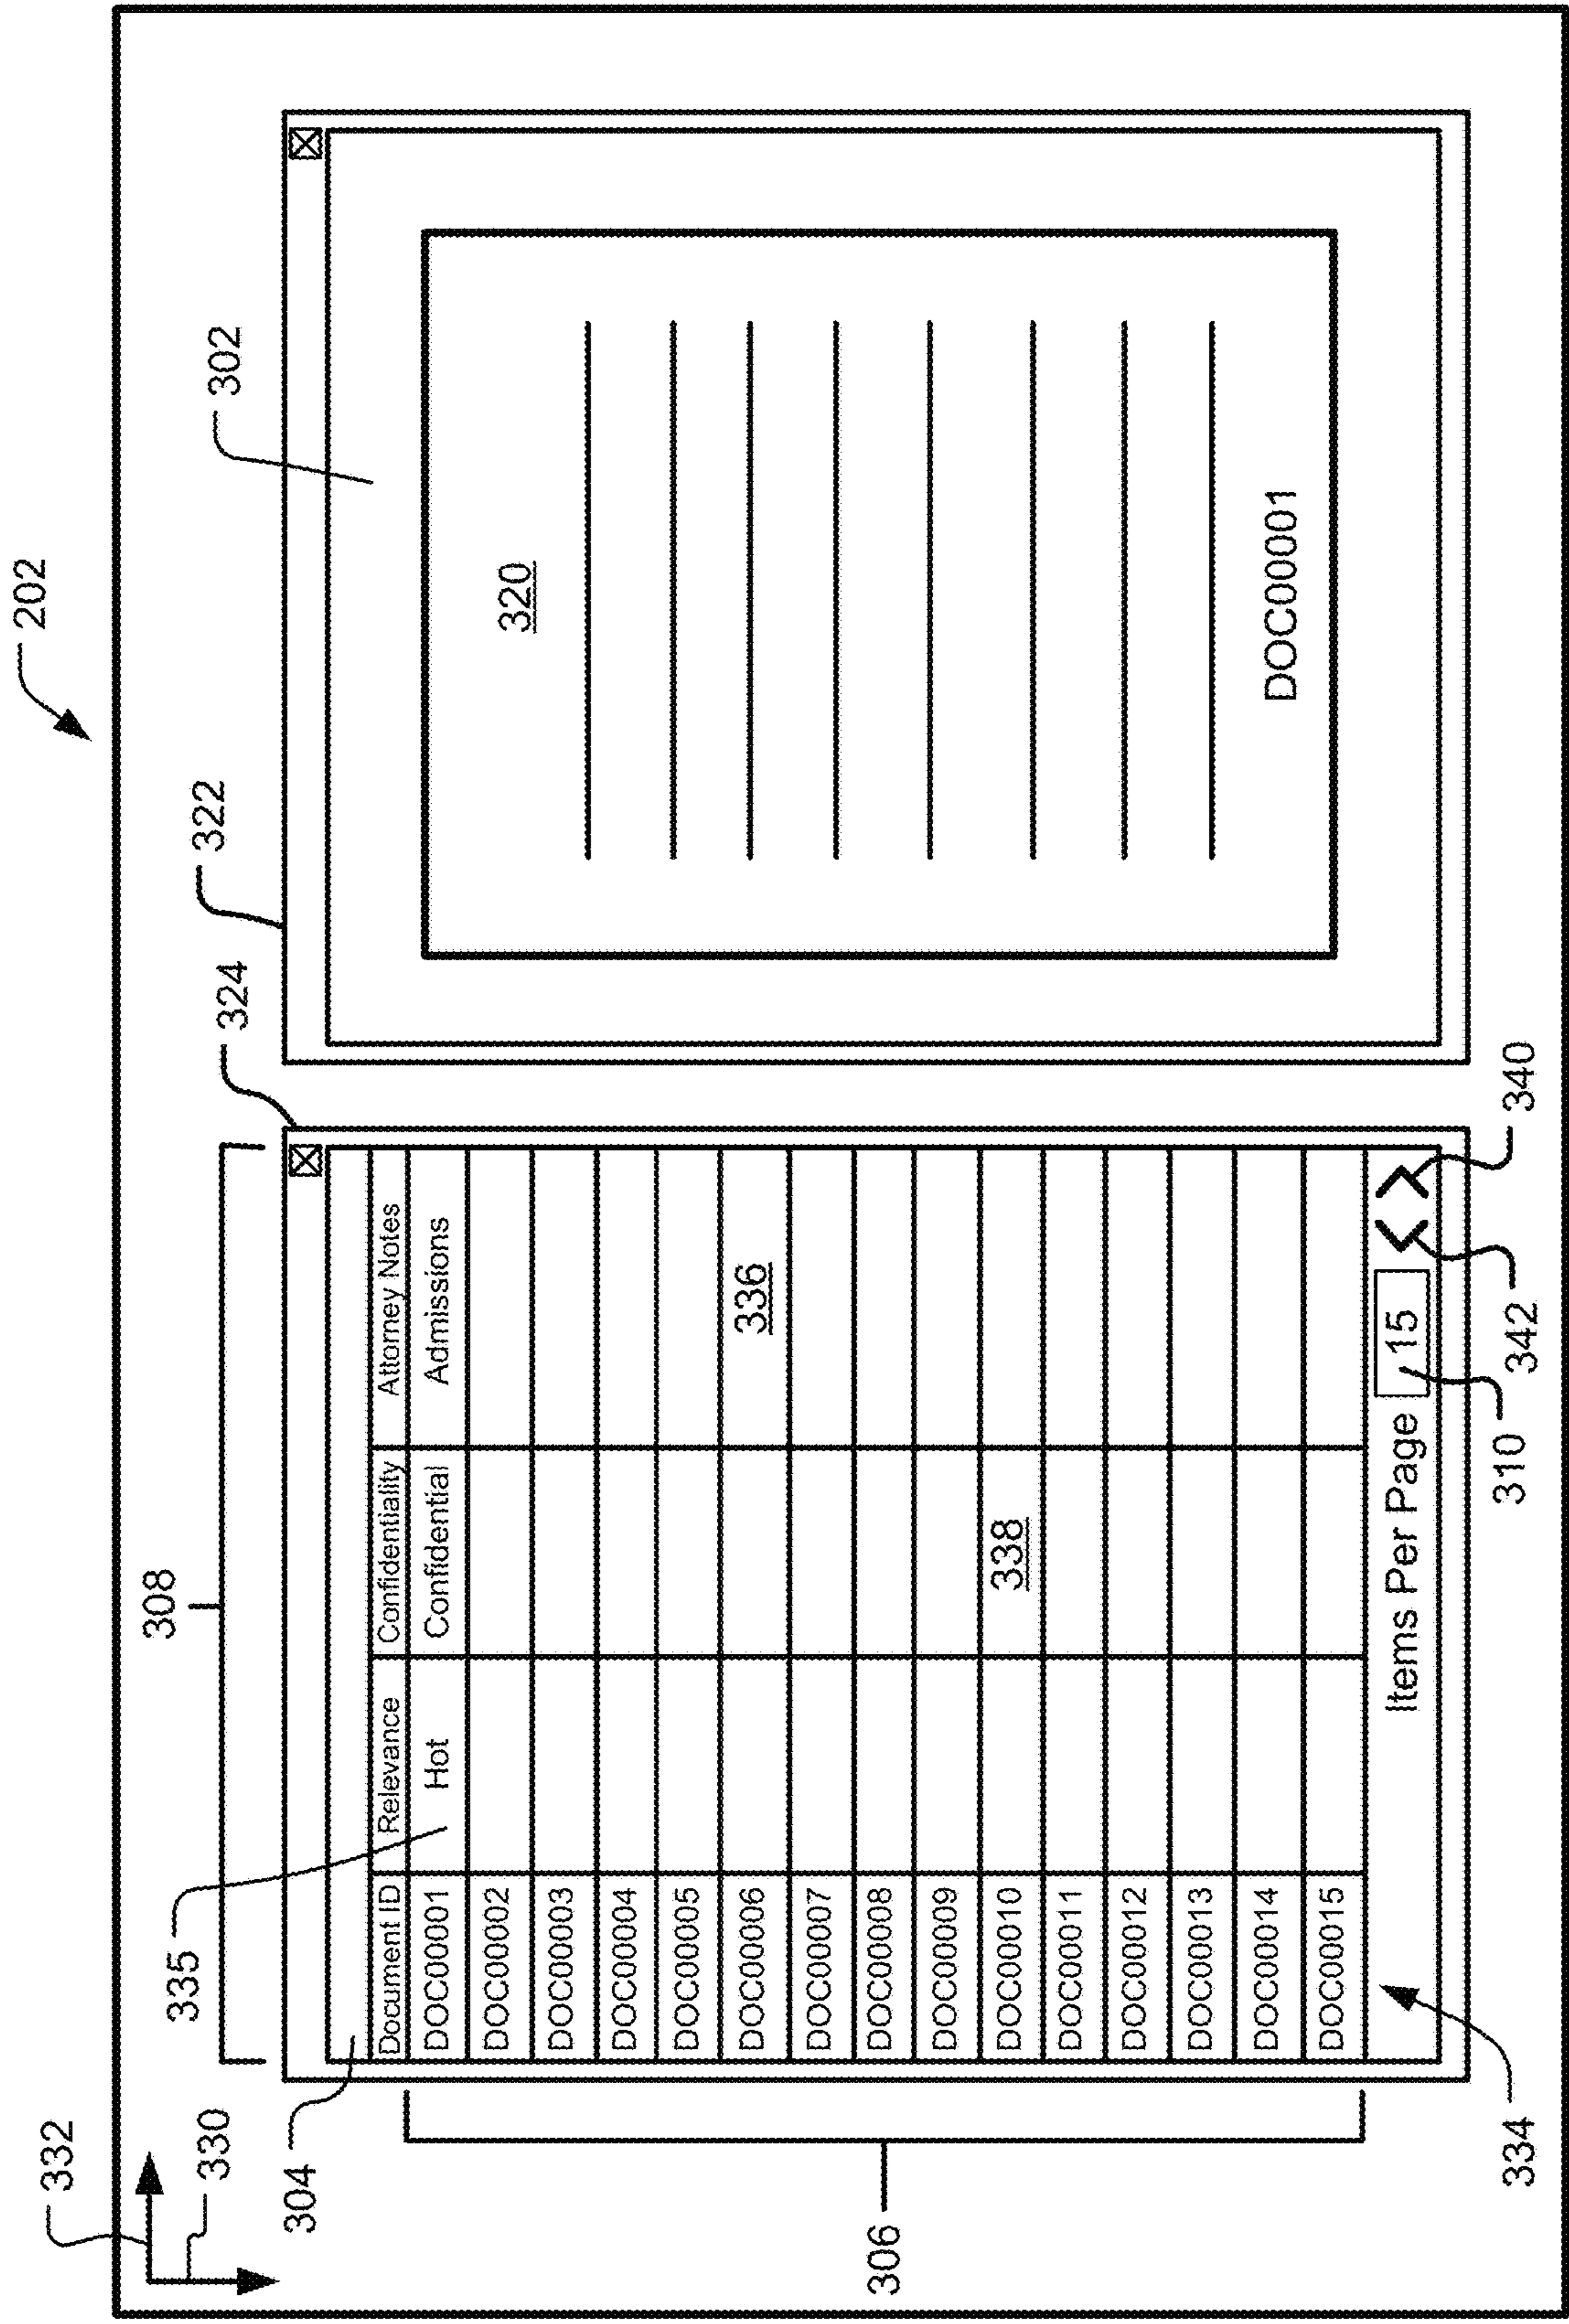 202
332
330
308
335
324
322
302
304
Document ID Relevance Confidentiality Attorney Notes
DOC00001 Hot Confidential Admissions
DOC00002
DOC00003
DOC00004
DOC00005
DOC00006 336
DOC00007
DOC00008
DOC00009
DOC00010 338
DOC00011
DOC00012
DOC00013
DOC00014
DOC00015
Items Per Page 15 < >
306
334
310
342
340
320
DOC00001